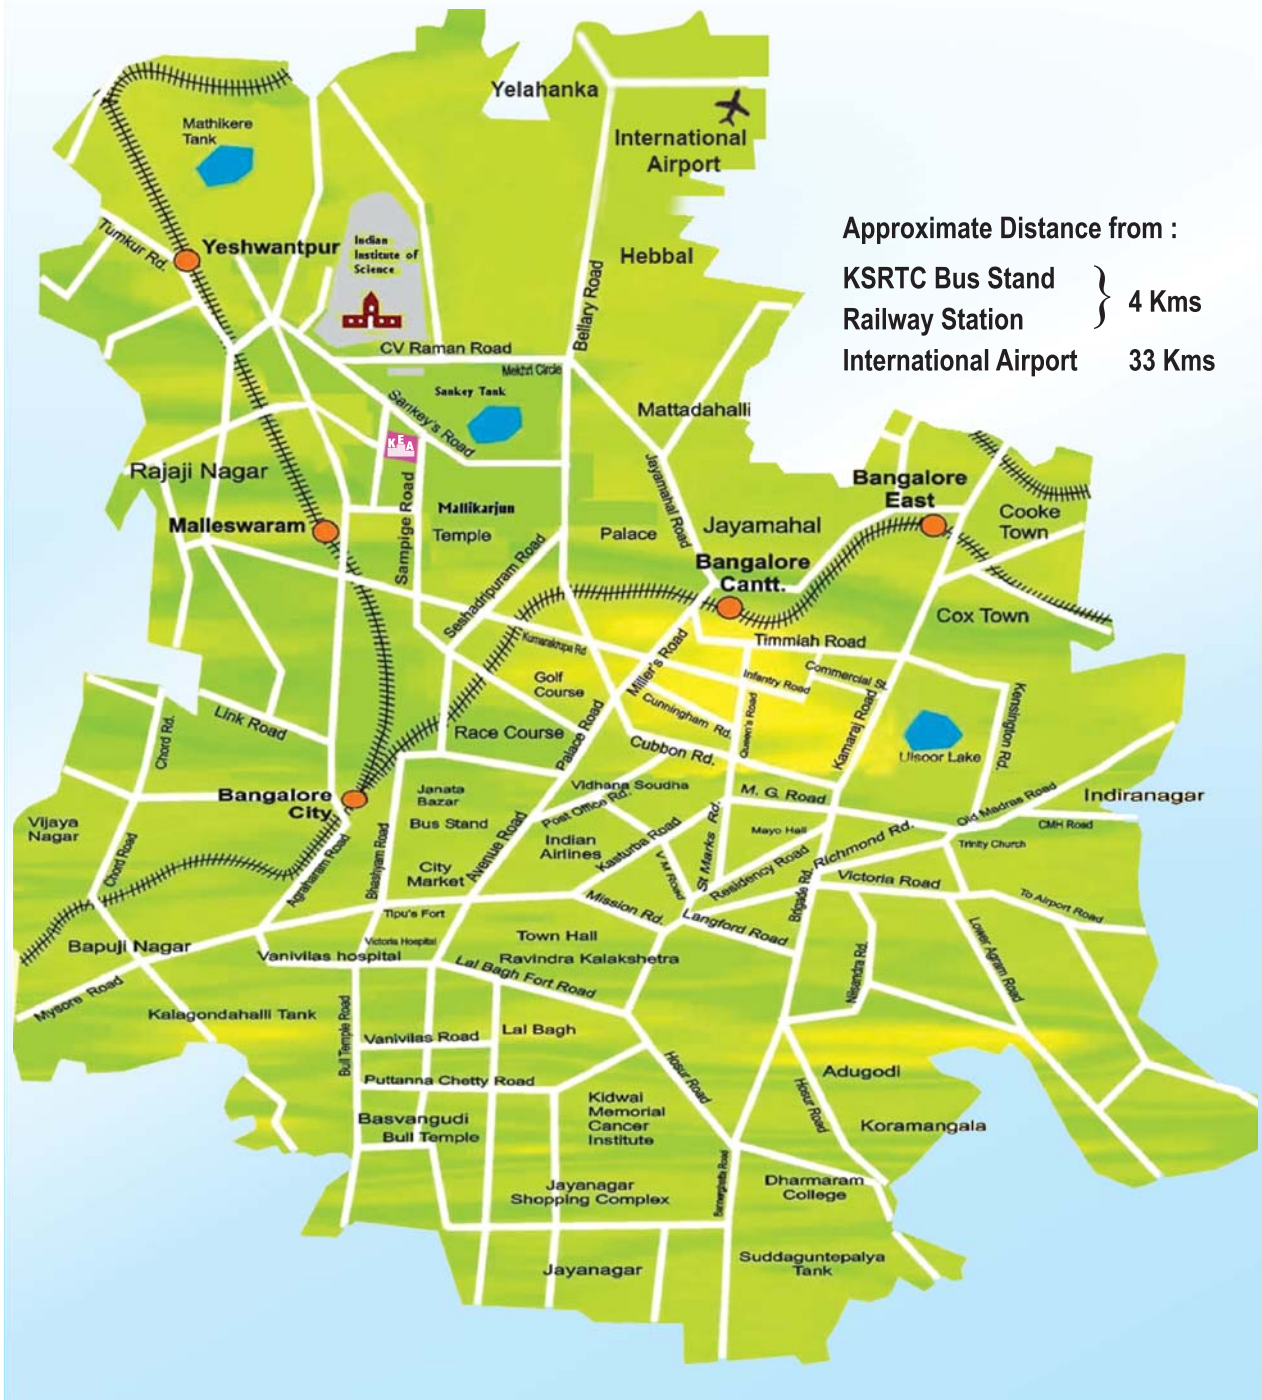 Yelahanka
International
Airport
Mathikere
Tank
Approximate Distance from :
KSRTC Bus Stand
Railway Station
} 4 Kms
International Airport 33 Kms
Tumkur Rd.
Yeshwantpur
Indian
Institute of
Science
Hebbal
Bellary Road
CV Raman Road
Mekhri Circle
Sankey Tank
Sankey's Road
Mattadahalli
KEA
Rajaji Nagar
Jayamahal Road
Bangalore
East
Sampige Road
Mallikarjun
Temple
Malleswaram
Palace
Jayamahal
Cooke
Town
Seshadripuram Road
Bangalore
Cantt.
Cox Town
Kumarakrupa Rd
Miller's Road
Timmiah Road
Golf
Course
Infantry Road
Commercial St.
Kensington Rd.
Link Road
Chord Rd.
Race Course
Palace Road
Cunningham Rd.
Queen's Road
Kamaraj Road
Cubbon Rd.
Ulsoor Lake
Bangalore
City
Janata
Bazar
Vidhana Soudha
M. G. Road
Old Madras Road
Indiranagar
Vijaya
Nagar
Bus Stand
Post Office Rd.
CMH Road
Chord Road
Agraharam Road
Bhashyam Road
City
Market
Avenue Road
Indian
Airlines
Kasturba Road
V M Road
St Marks Rd.
Mayo Hall
Residency Road
Richmond Rd.
Trinity Church
Victoria Road
To Airport Road
Tipu's Fort
Mission Rd.
Langford Road
Brigade Rd.
Lower Agram Road
Bapuji Nagar
Victoria Hospital
Vanivilas hospital
Town Hall
Ravindra Kalakshetra
Lal Bagh Fort Road
Nilsandra Rd.
Mysore Road
Kalagondahalli Tank
Bull Temple Road
Vanivilas Road
Lal Bagh
Puttanna Chetty Road
Hosur Road
Adugodi
Hosur Road
Basvangudi
Bull Temple
Kidwai
Memorial
Cancer
Institute
Koramangala
Bannerghatta Road
Jayanagar
Shopping Complex
Dharmaram
College
Jayanagar
Suddaguntepalya
Tank